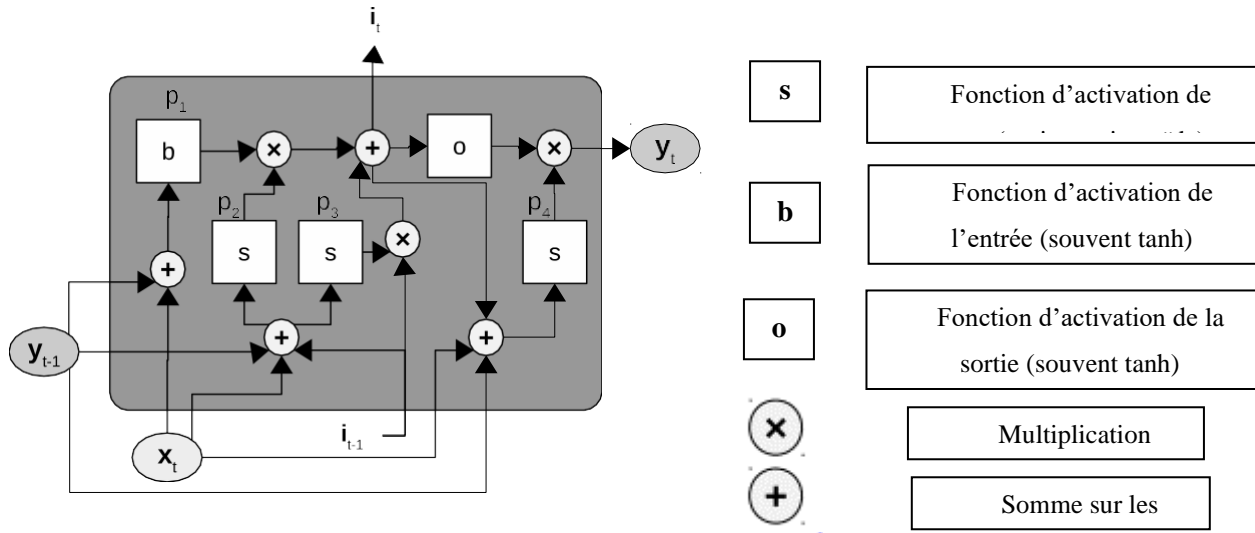 i t
p 1
b
o
y t
p 2
p 3
p 4
s
s
s
y t-1
i t-1
x t
s
Fonction d’activation de
b
Fonction d’activation de
l’entrée (souvent tanh)
o
Fonction d’activation de la
sortie (souvent tanh)
×
Multiplication
+
Somme sur les